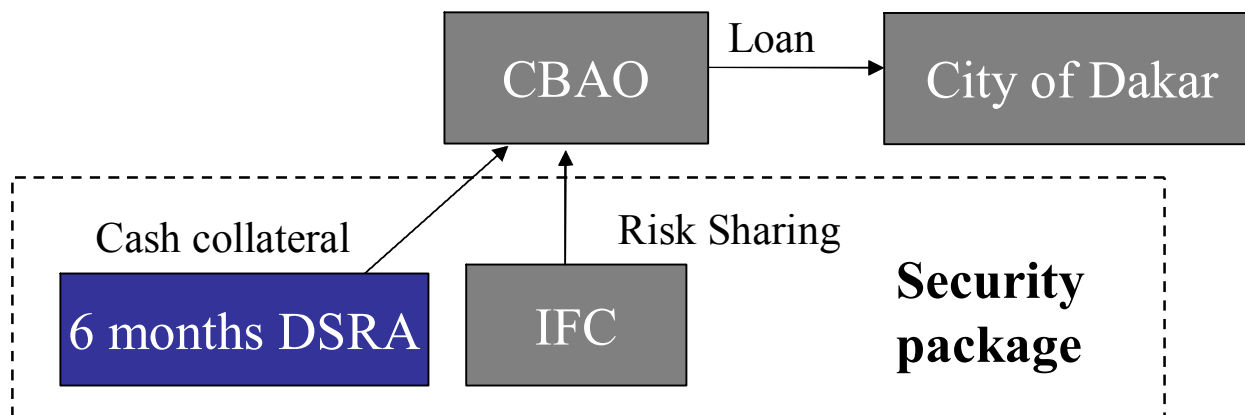 Loan
CBAO
City of Dakar
Cash collateral
Risk Sharing
6 months DSRA
IFC
Security
package